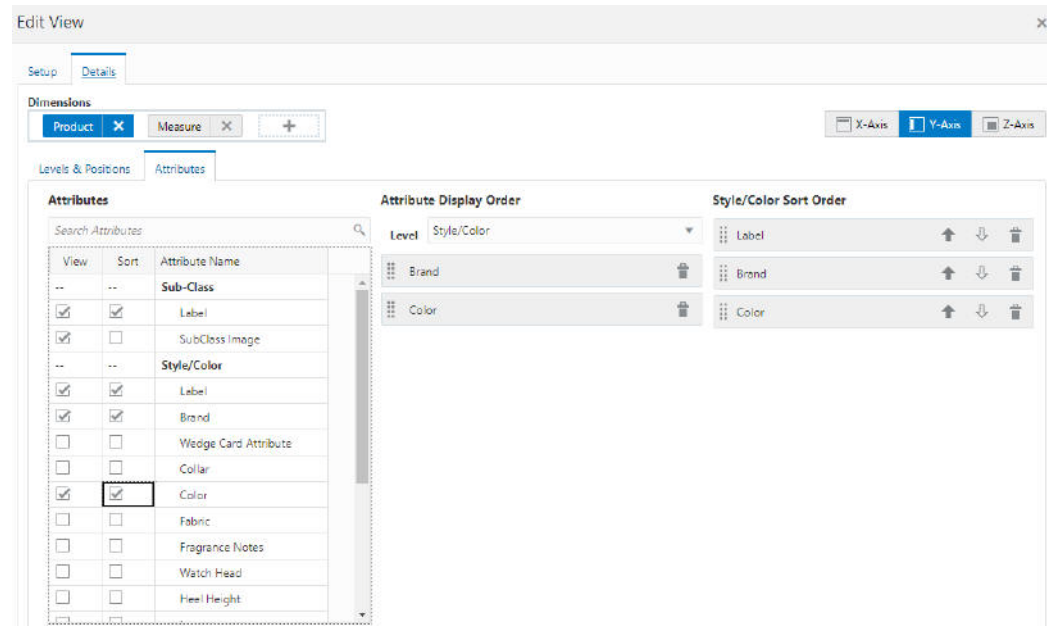 Edit View
Setup Details
Dimensions
Product Measure
X-Axis Y-Axis Z-Axis
Levels & Positions Attributes
Attributes
Search Attributes
View Sort Attribute Name
-- -- Sub-Class
Label
SubClass Image
-- -- Style/Color
Label
Brand
Wedge Card Attribute
Collar
Color
Fabric
Fragrance Notes
Watch Head
Heel Height
Attribute Display Order
Level Style/Color
Brand
Color
Style/Color Sort Order
Label
Brand
Color